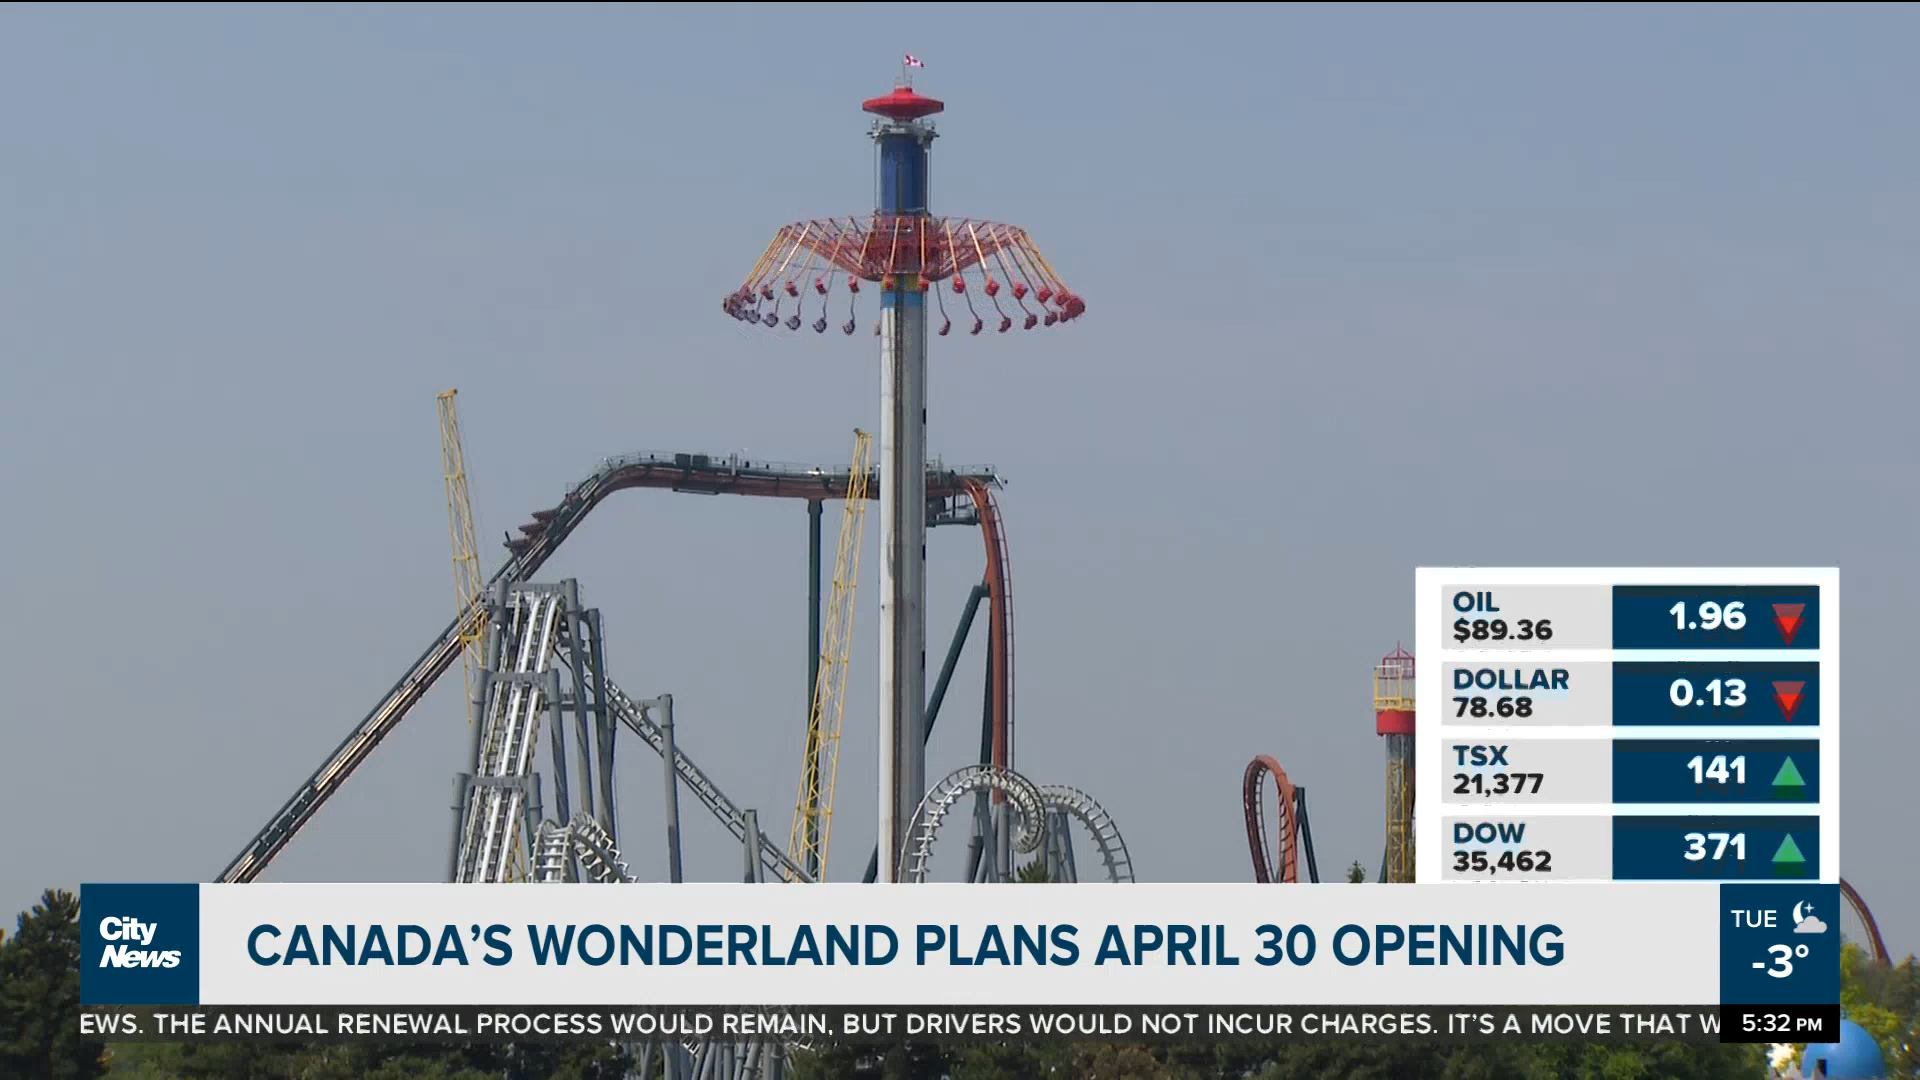 OIL
$89.36
1.96
DOLLAR
78.68
0.13
TSX
21,377
141
DOW
35,462
371
City
News
CANADA'S WONDERLAND PLANS APRIL 30 OPENING
TUE
-3°
EWS. THE ANNUAL RENEWAL PROCESS WOULD REMAIN, BUT DRIVERS WOULD NOT INCUR CHARGES. IT'S A MOVE THAT W
5:32 PM